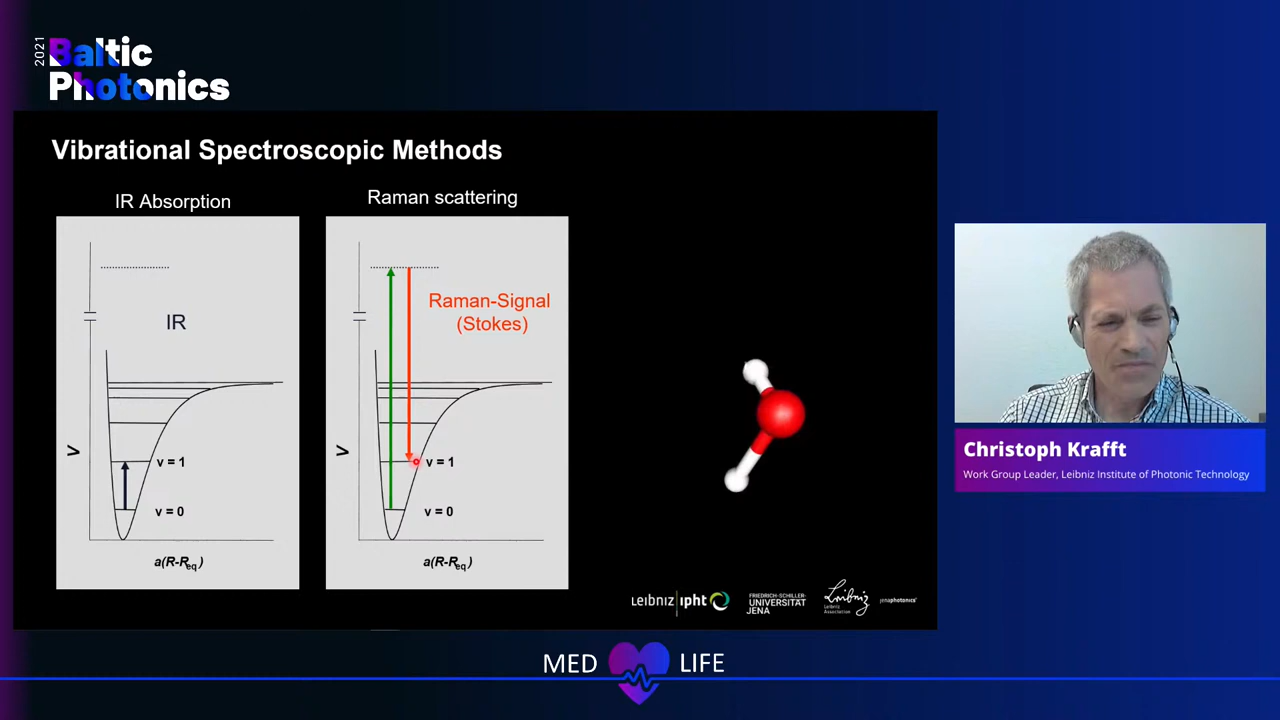 2021
Baltic
Photonics
Vibrational Spectroscopic Methods
IR Absorption
Raman scattering
IR
Raman-Signal
(Stokes)
V
v = 1
v = 0
a(R-Req)
V
v = 1
v = 0
a(R-Req)
Leibniz ipht
FRIEDRICH-SCHILLER-
UNIVERSITÄT
JENA
Leibniz
Leibniz
Association
jenaphotonics
Christoph Krafft
Work Group Leader, Leibniz Institute of Photonic Technology
MED LIFE